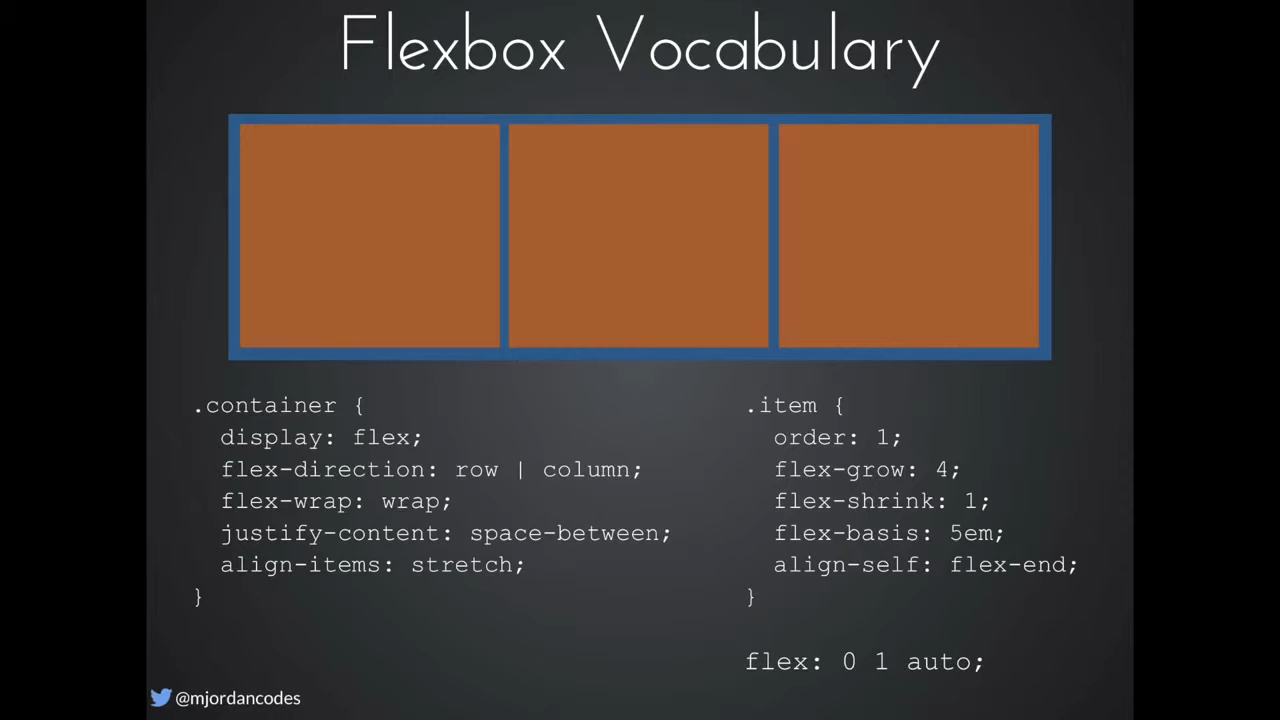 Flexbox Vocabulary
.container {
display: flex;
flex-direction: row | column;
flex-wrap: wrap;
justify-content: space-between;
align-items: stretch;
}
.item {
order: 1;
flex-grow: 4;
flex-shrink: 1;
flex-basis: 5em;
align-self: flex-end;
}
flex: 0 1 auto;
@mjordancodes